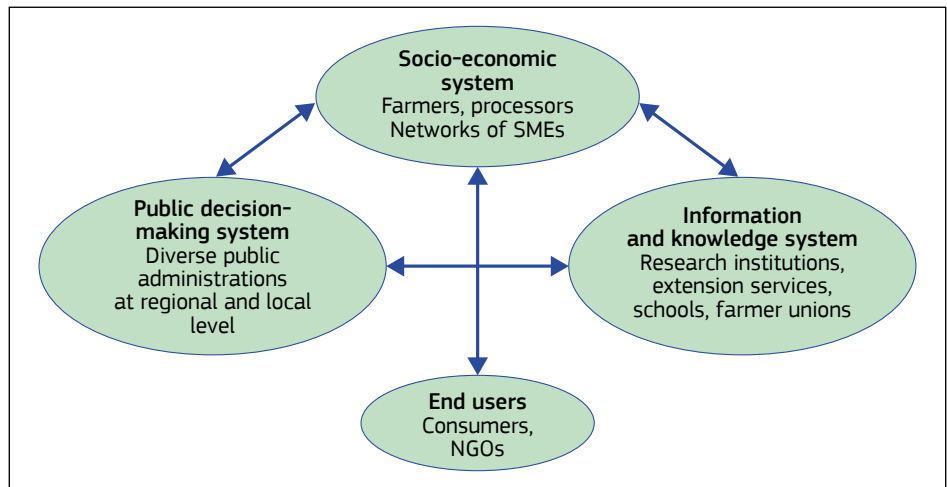 Socio-economic
system
Farmers, processors
Networks of SMEs
Public decision-
making system
Diverse public
administrations
at regional and local
level
Information
and knowledge system
Research institutions,
extension services,
schools, farmer unions
End users
Consumers,
NGOs